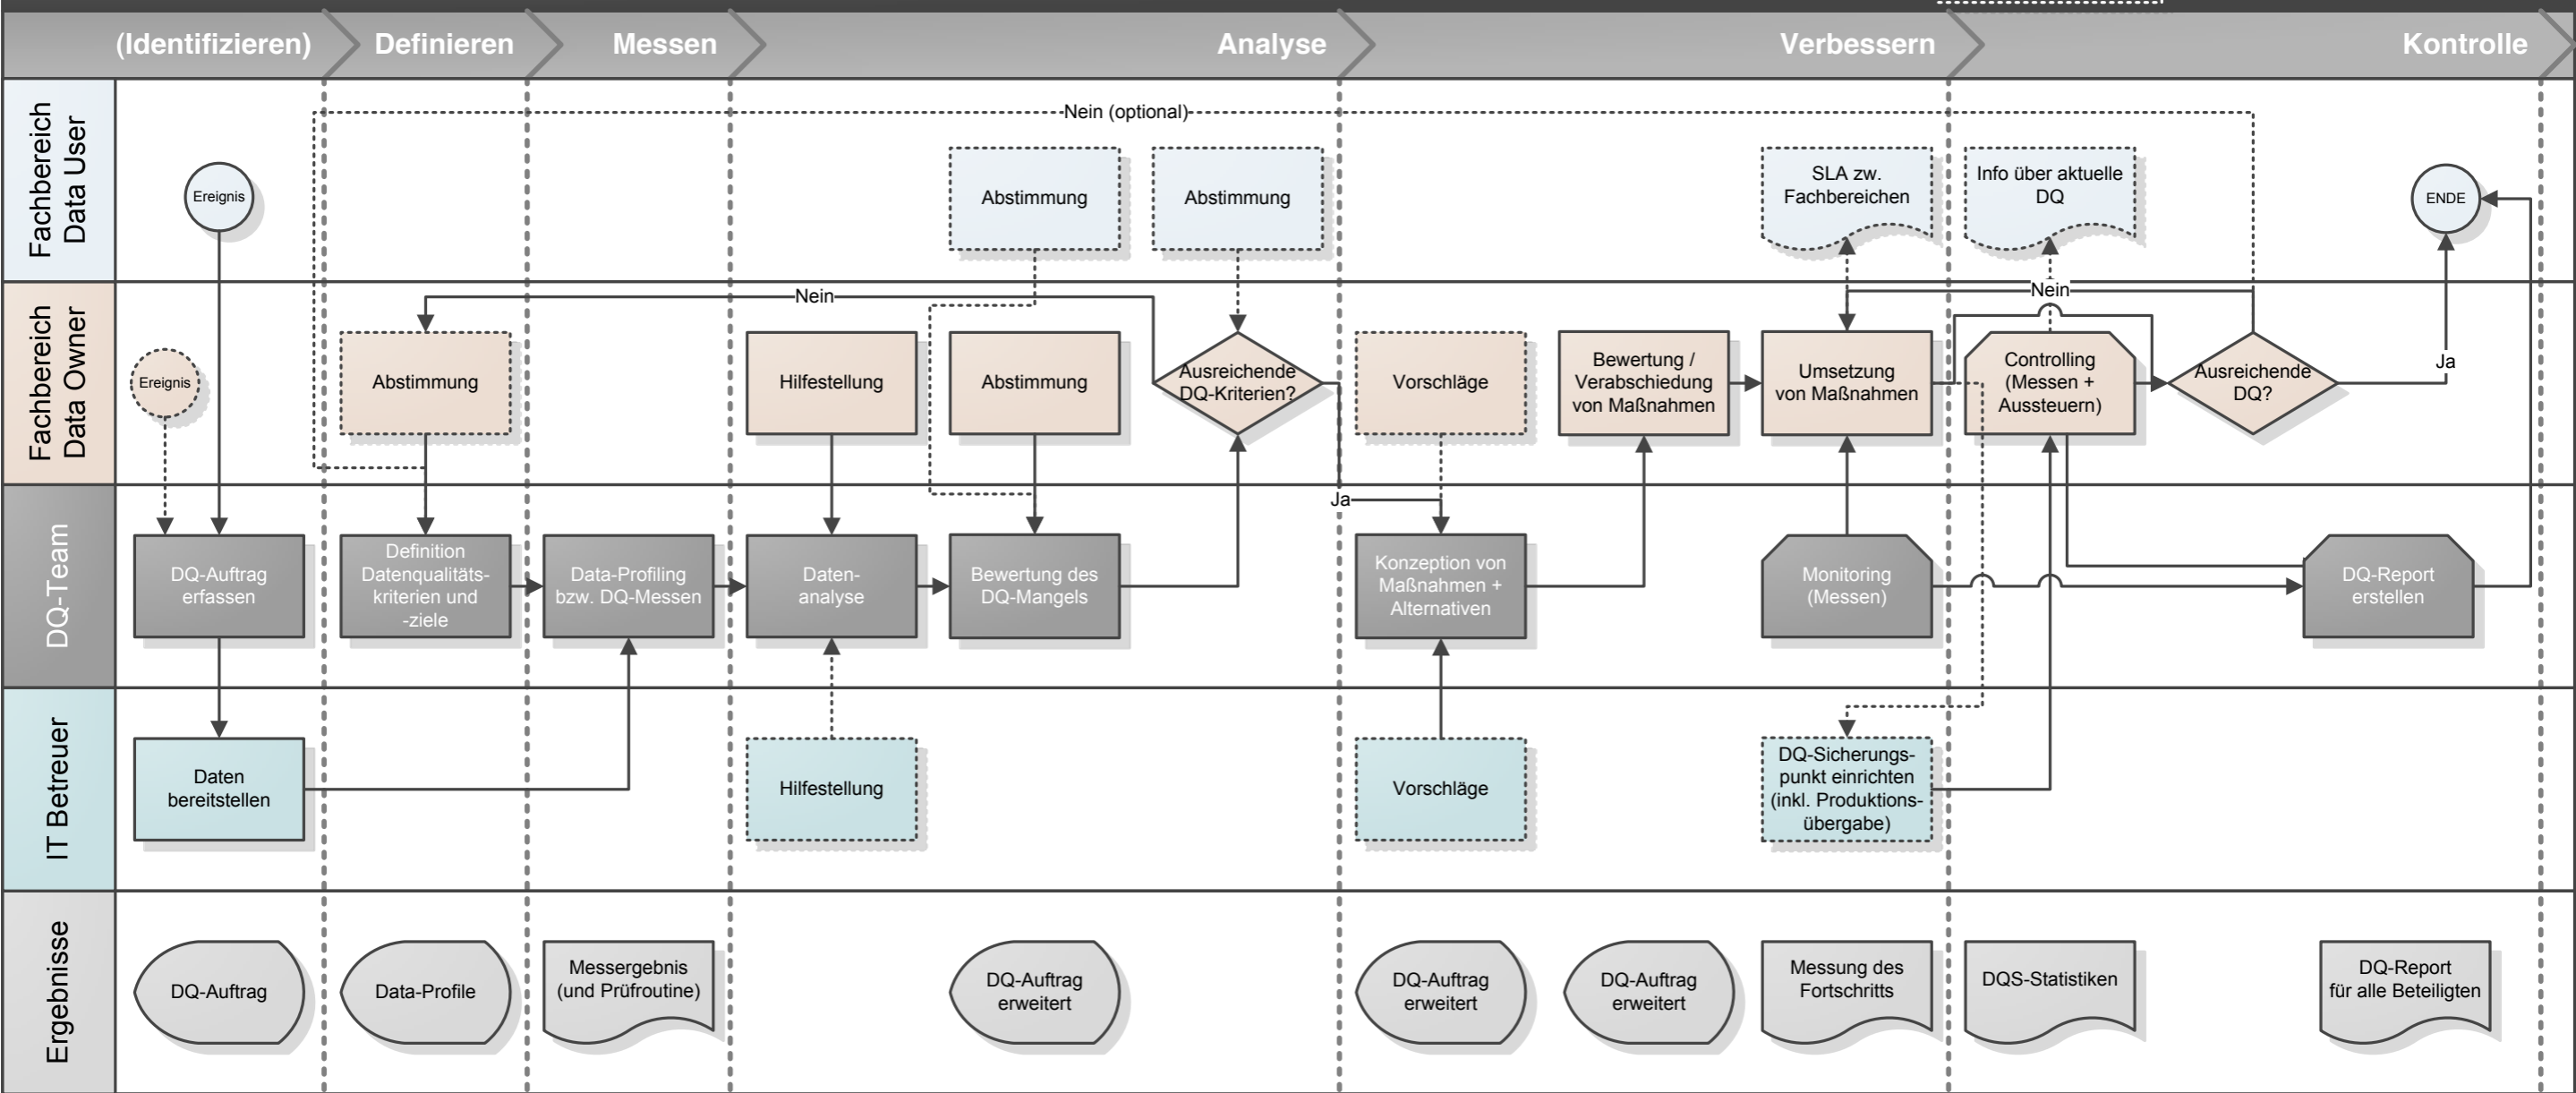 (Identifizieren)
Definieren
Messen
Analyse
Verbessern
Kontrolle
Fachbereich
Data User
Nein (optional)
Ereignis
Abstimmung
Abstimmung
SLA zw.
Fachbereichen
Info über aktuelle
DQ
ENDE
Fachbereich
Data Owner
Nein
Nein
Ereignis
Abstimmung
Hilfestellung
Abstimmung
Ausreichende
DQ-Kriterien?
Vorschläge
Bewertung /
Verabschiedung
von Maßnahmen
Umsetzung
von Maßnahmen
Controlling
(Messen +
Aussteuern)
Ausreichende
DQ?
Ja
Ja
DQ-Team
DQ-Auftrag
erfassen
Definition
Datenqualitäts-
kriterien und
-ziele
Data-Profiling
bzw. DQ-Messen
Daten-
analyse
Bewertung des
DQ-Mangels
Konzeption von
Maßnahmen +
Alternativen
Monitoring
(Messen)
DQ-Report
erstellen
IT Betreuer
Daten
bereitstellen
Hilfestellung
Vorschläge
DQ-Sicherungs-
punkt einrichten
(inkl. Produktions-
übergabe)
Ergebnisse
DQ-Auftrag
Data-Profile
Messergebnis
(und Prüfroutine)
DQ-Auftrag
erweitert
DQ-Auftrag
erweitert
DQ-Auftrag
erweitert
Messung des
Fortschritts
DQS-Statistiken
DQ-Report
für alle Beteiligten